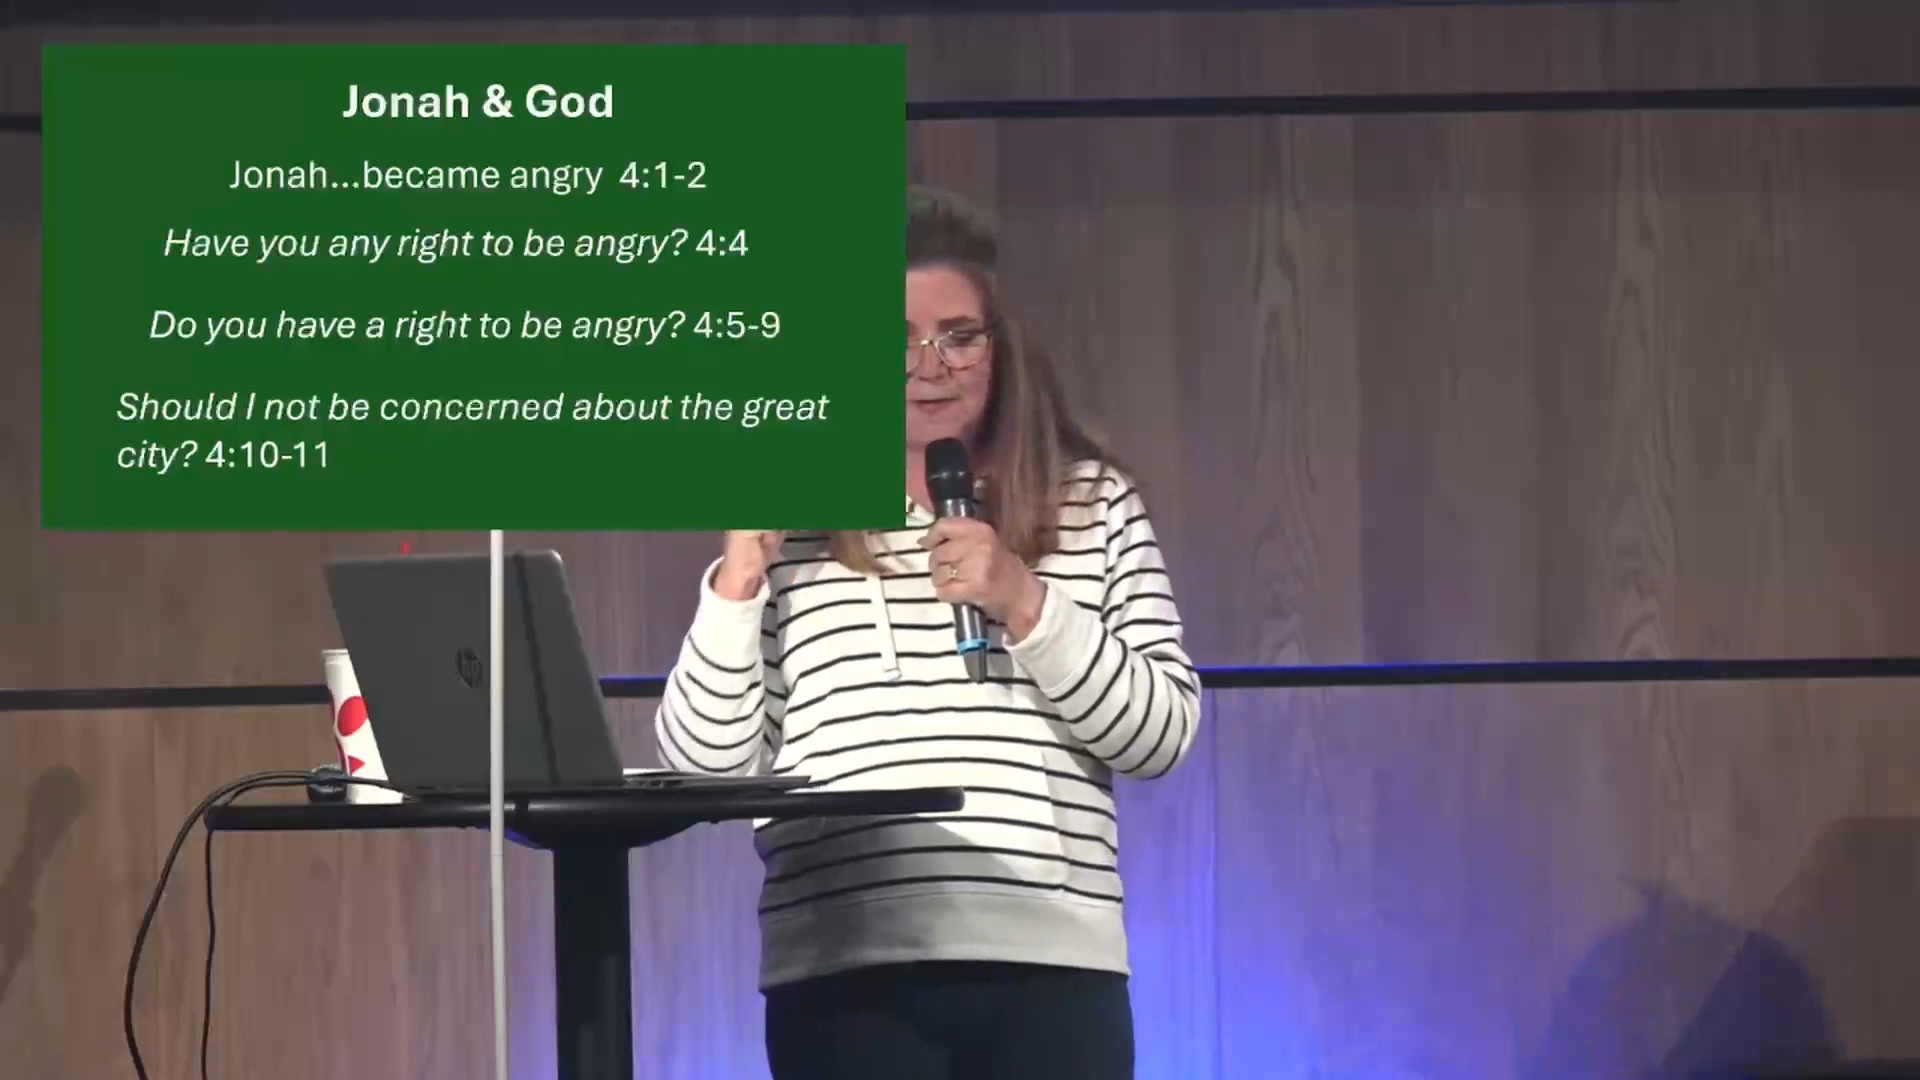 Jonah & God
Jonah...became angry 4:1-2
Have you any right to be angry? 4:4
Do you have a right to be angry? 4:5-9
Should I not be concerned about the great
city? 4:10-11
hp